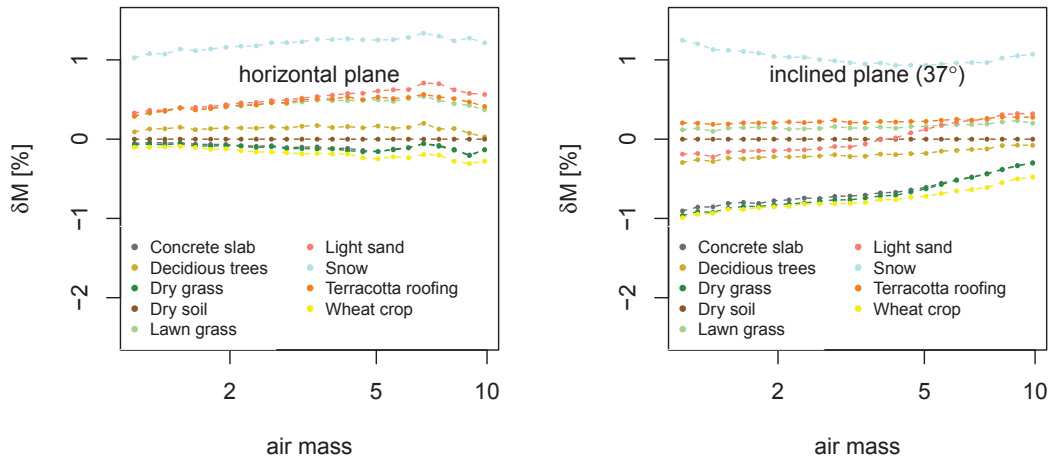 horizontal plane
δM [%]
1
0
−1
−2
Concrete slab
Decidious trees
Dry grass
Dry soil
Lawn grass
Light sand
Snow
Terracotta roofing
Wheat crop
2
5
10
air mass
inclined plane (37°)
δM [%]
1
0
−1
−2
Concrete slab
Decidious trees
Dry grass
Dry soil
Lawn grass
Light sand
Snow
Terracotta roofing
Wheat crop
2
5
10
air mass